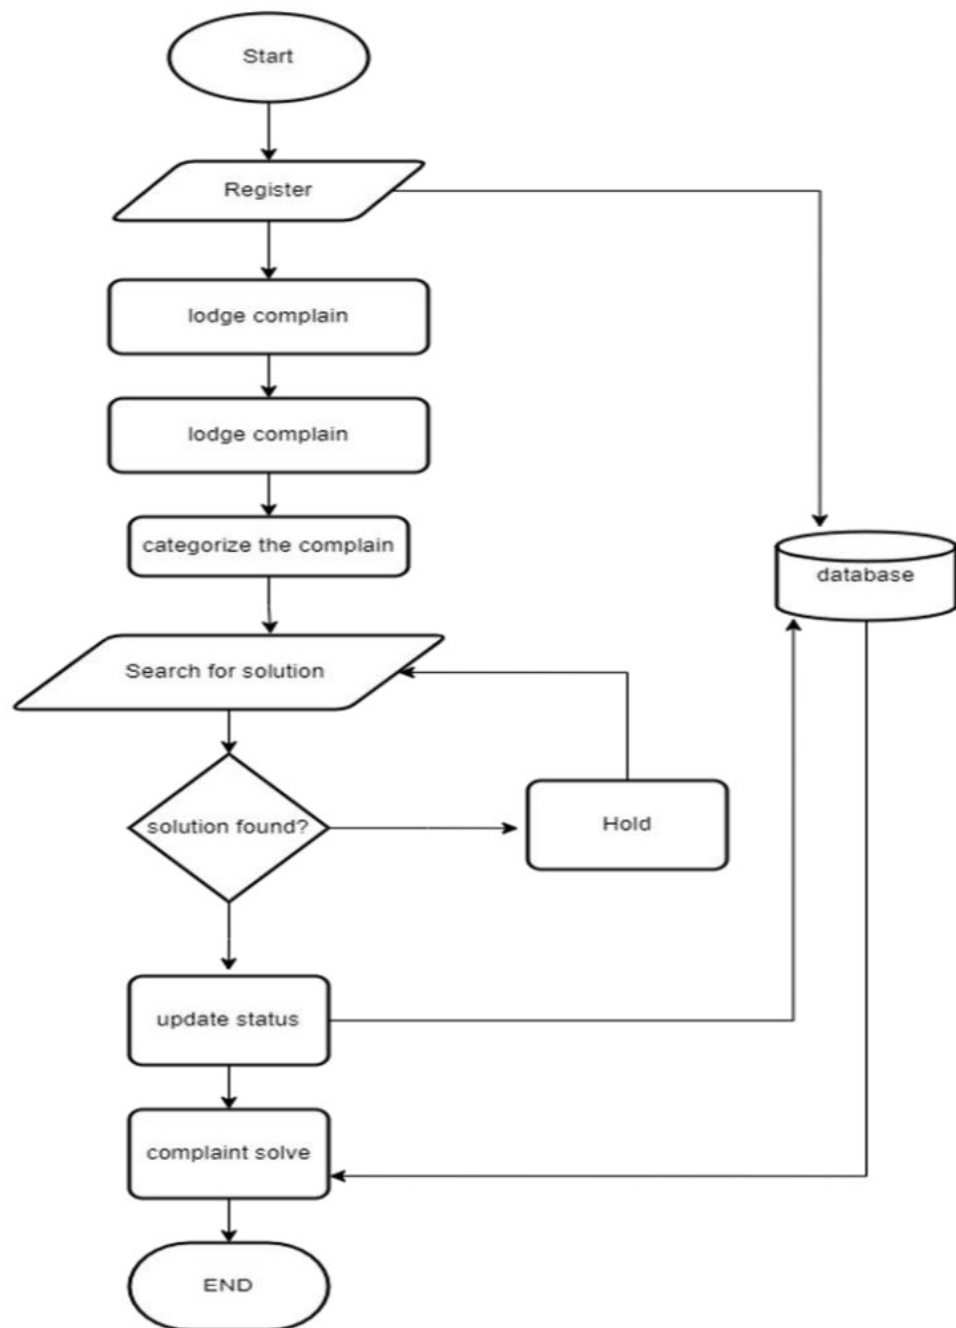 Start
Register
lodge complain
lodge complain
categorize the complain
database
Search for solution
solution found?
Hold
update status
complaint solve
END